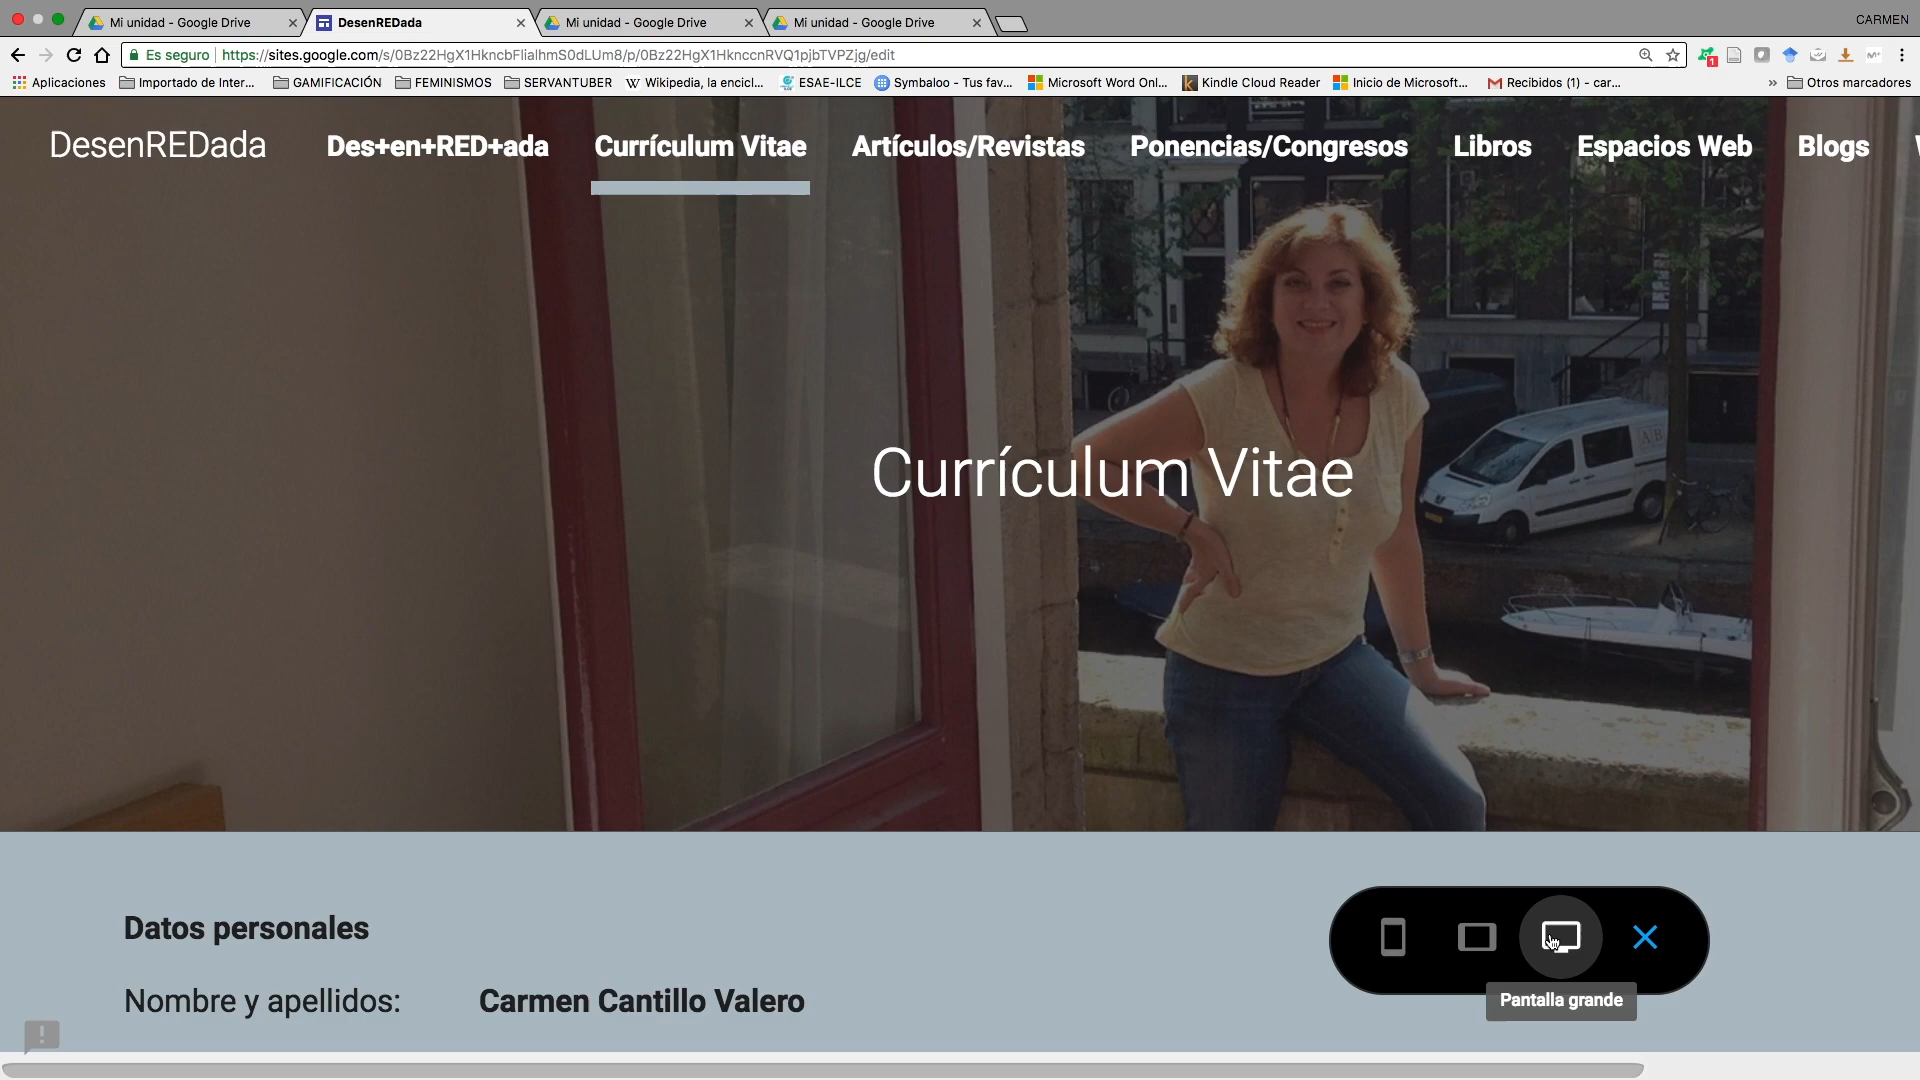 Mi unidad - Google Drive
DesenREDada
Mi unidad - Google Drive
Mi unidad - Google Drive
CARMEN
Es seguro https://sites.google.com/s/0Bz22HgX1HkncbFlialhmS0dLUm8/p/0Bz22HgX1HknccnRVQ1pjbTVPZjg/edit
Aplicaciones Importado de Inter... GAMIFICACIÓN FEMINISMOS SERVANTUBER W Wikipedia, la encicl... ESAE-ILCE Symbaloo - Tus fav... Microsoft Word Onl... Kindle Cloud Reader Inicio de Microsoft... Recibidos (1) - car... » Otros marcadores
DesenREDada Des+en+RED+ada Currículum Vitae Artículos/Revistas Ponencias/Congresos Libros Espacios Web Blogs
Currículum Vitae
Datos personales
Nombre y apellidos: Carmen Cantillo Valero
Pantalla grande